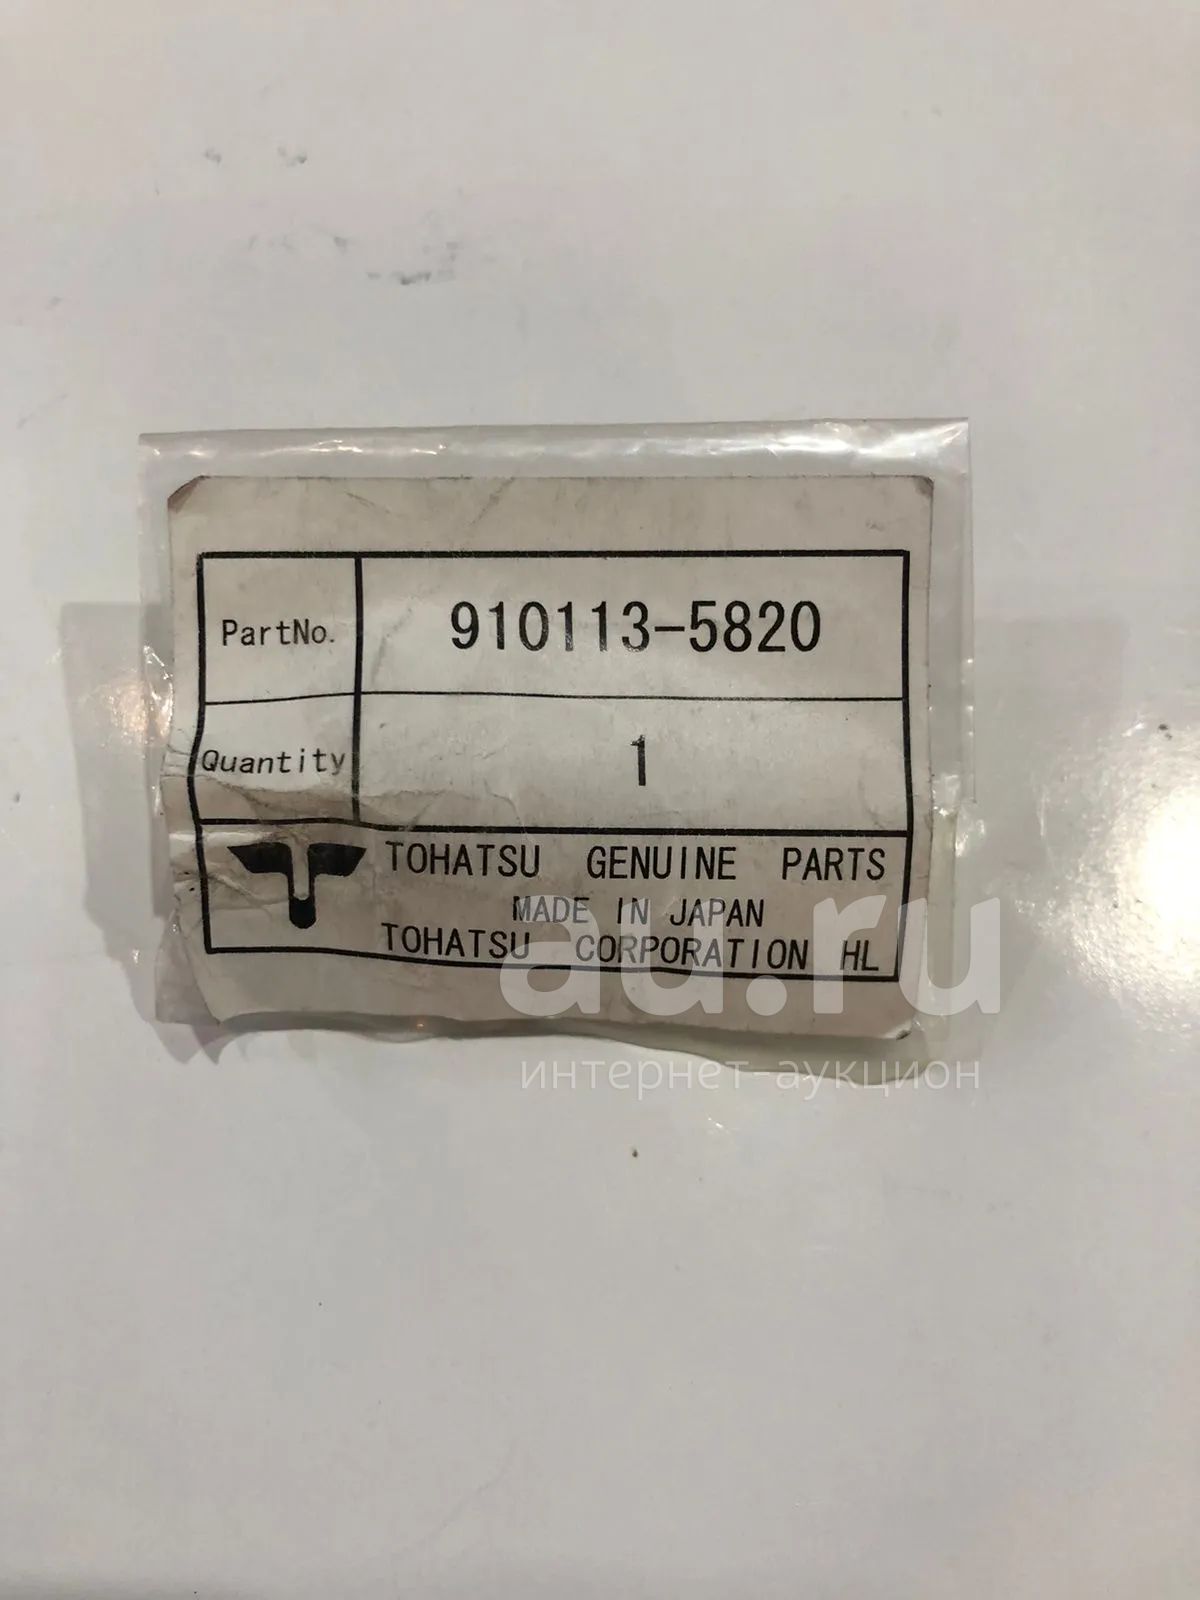 PartNo. 910113-5820
Quantity 1
TOHATSU GENUINE PARTS
MADE IN JAPAN
TOHATSU CORPORATION HL
au.ru
интернет-аукцион